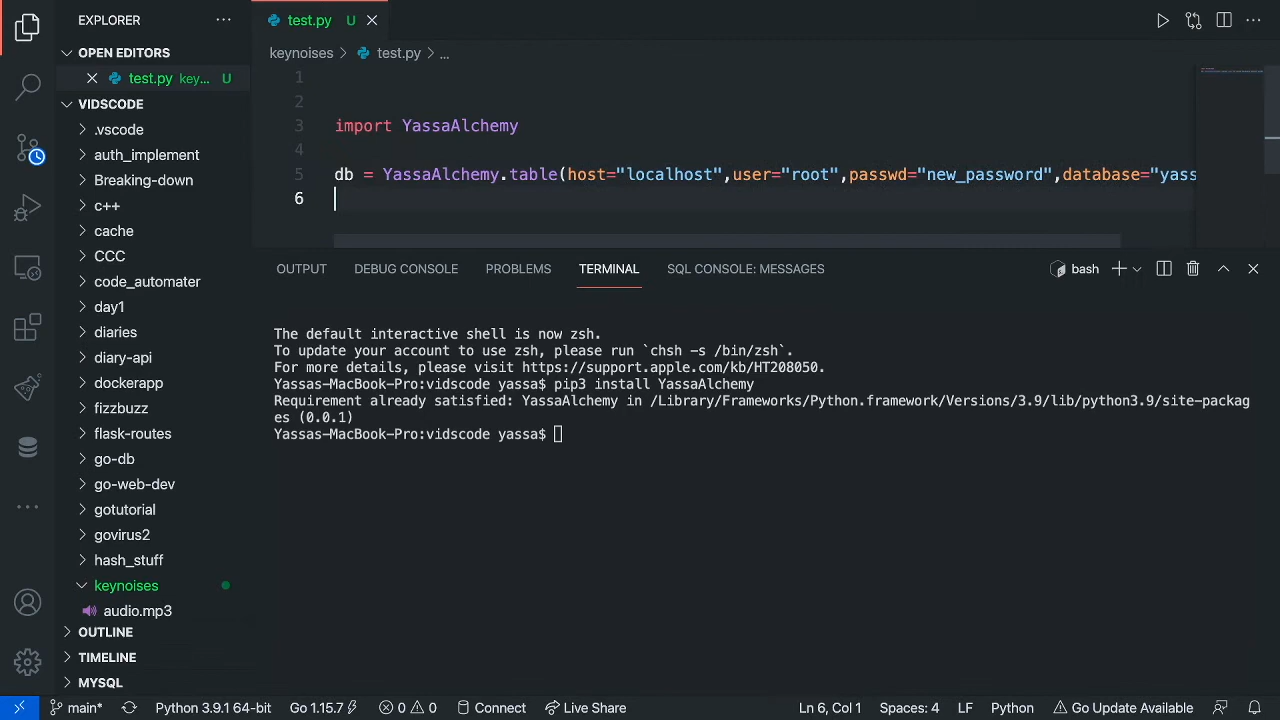 EXPLORER
OPEN EDITORS
test.py key... U
VIDSCODE
.vscode
auth_implement
Breaking-down
c++
cache
CCC
code_automater
day1
diaries
diary-api
dockerapp
fizzbuzz
flask-routes
go-db
go-web-dev
gotutorial
govirus2
hash_stuff
keynoises
audio.mp3
OUTLINE
TIMELINE
MYSQL
test.py U
keynoises > test.py > ...
1
2
3 import YassaAlchemy
4
5 db = YassaAlchemy.table(host="localhost",user="root",passwd="new_password",database="yass
6
OUTPUT DEBUG CONSOLE PROBLEMS TERMINAL SQL CONSOLE: MESSAGES bash
The default interactive shell is now zsh.
To update your account to use zsh, please run `chsh -s /bin/zsh`.
For more details, please visit https://support.apple.com/kb/HT208050.
Yassas-MacBook-Pro:vidscode yassa$ pip3 install YassaAlchemy
Requirement already satisfied: YassaAlchemy in /Library/Frameworks/Python.framework/Versions/3.9/lib/python3.9/site-packag
es (0.0.1)
Yassas-MacBook-Pro:vidscode yassa$
main* Python 3.9.1 64-bit Go 1.15.7 0 0 Connect Live Share Ln 6, Col 1 Spaces: 4 LF Python Go Update Available